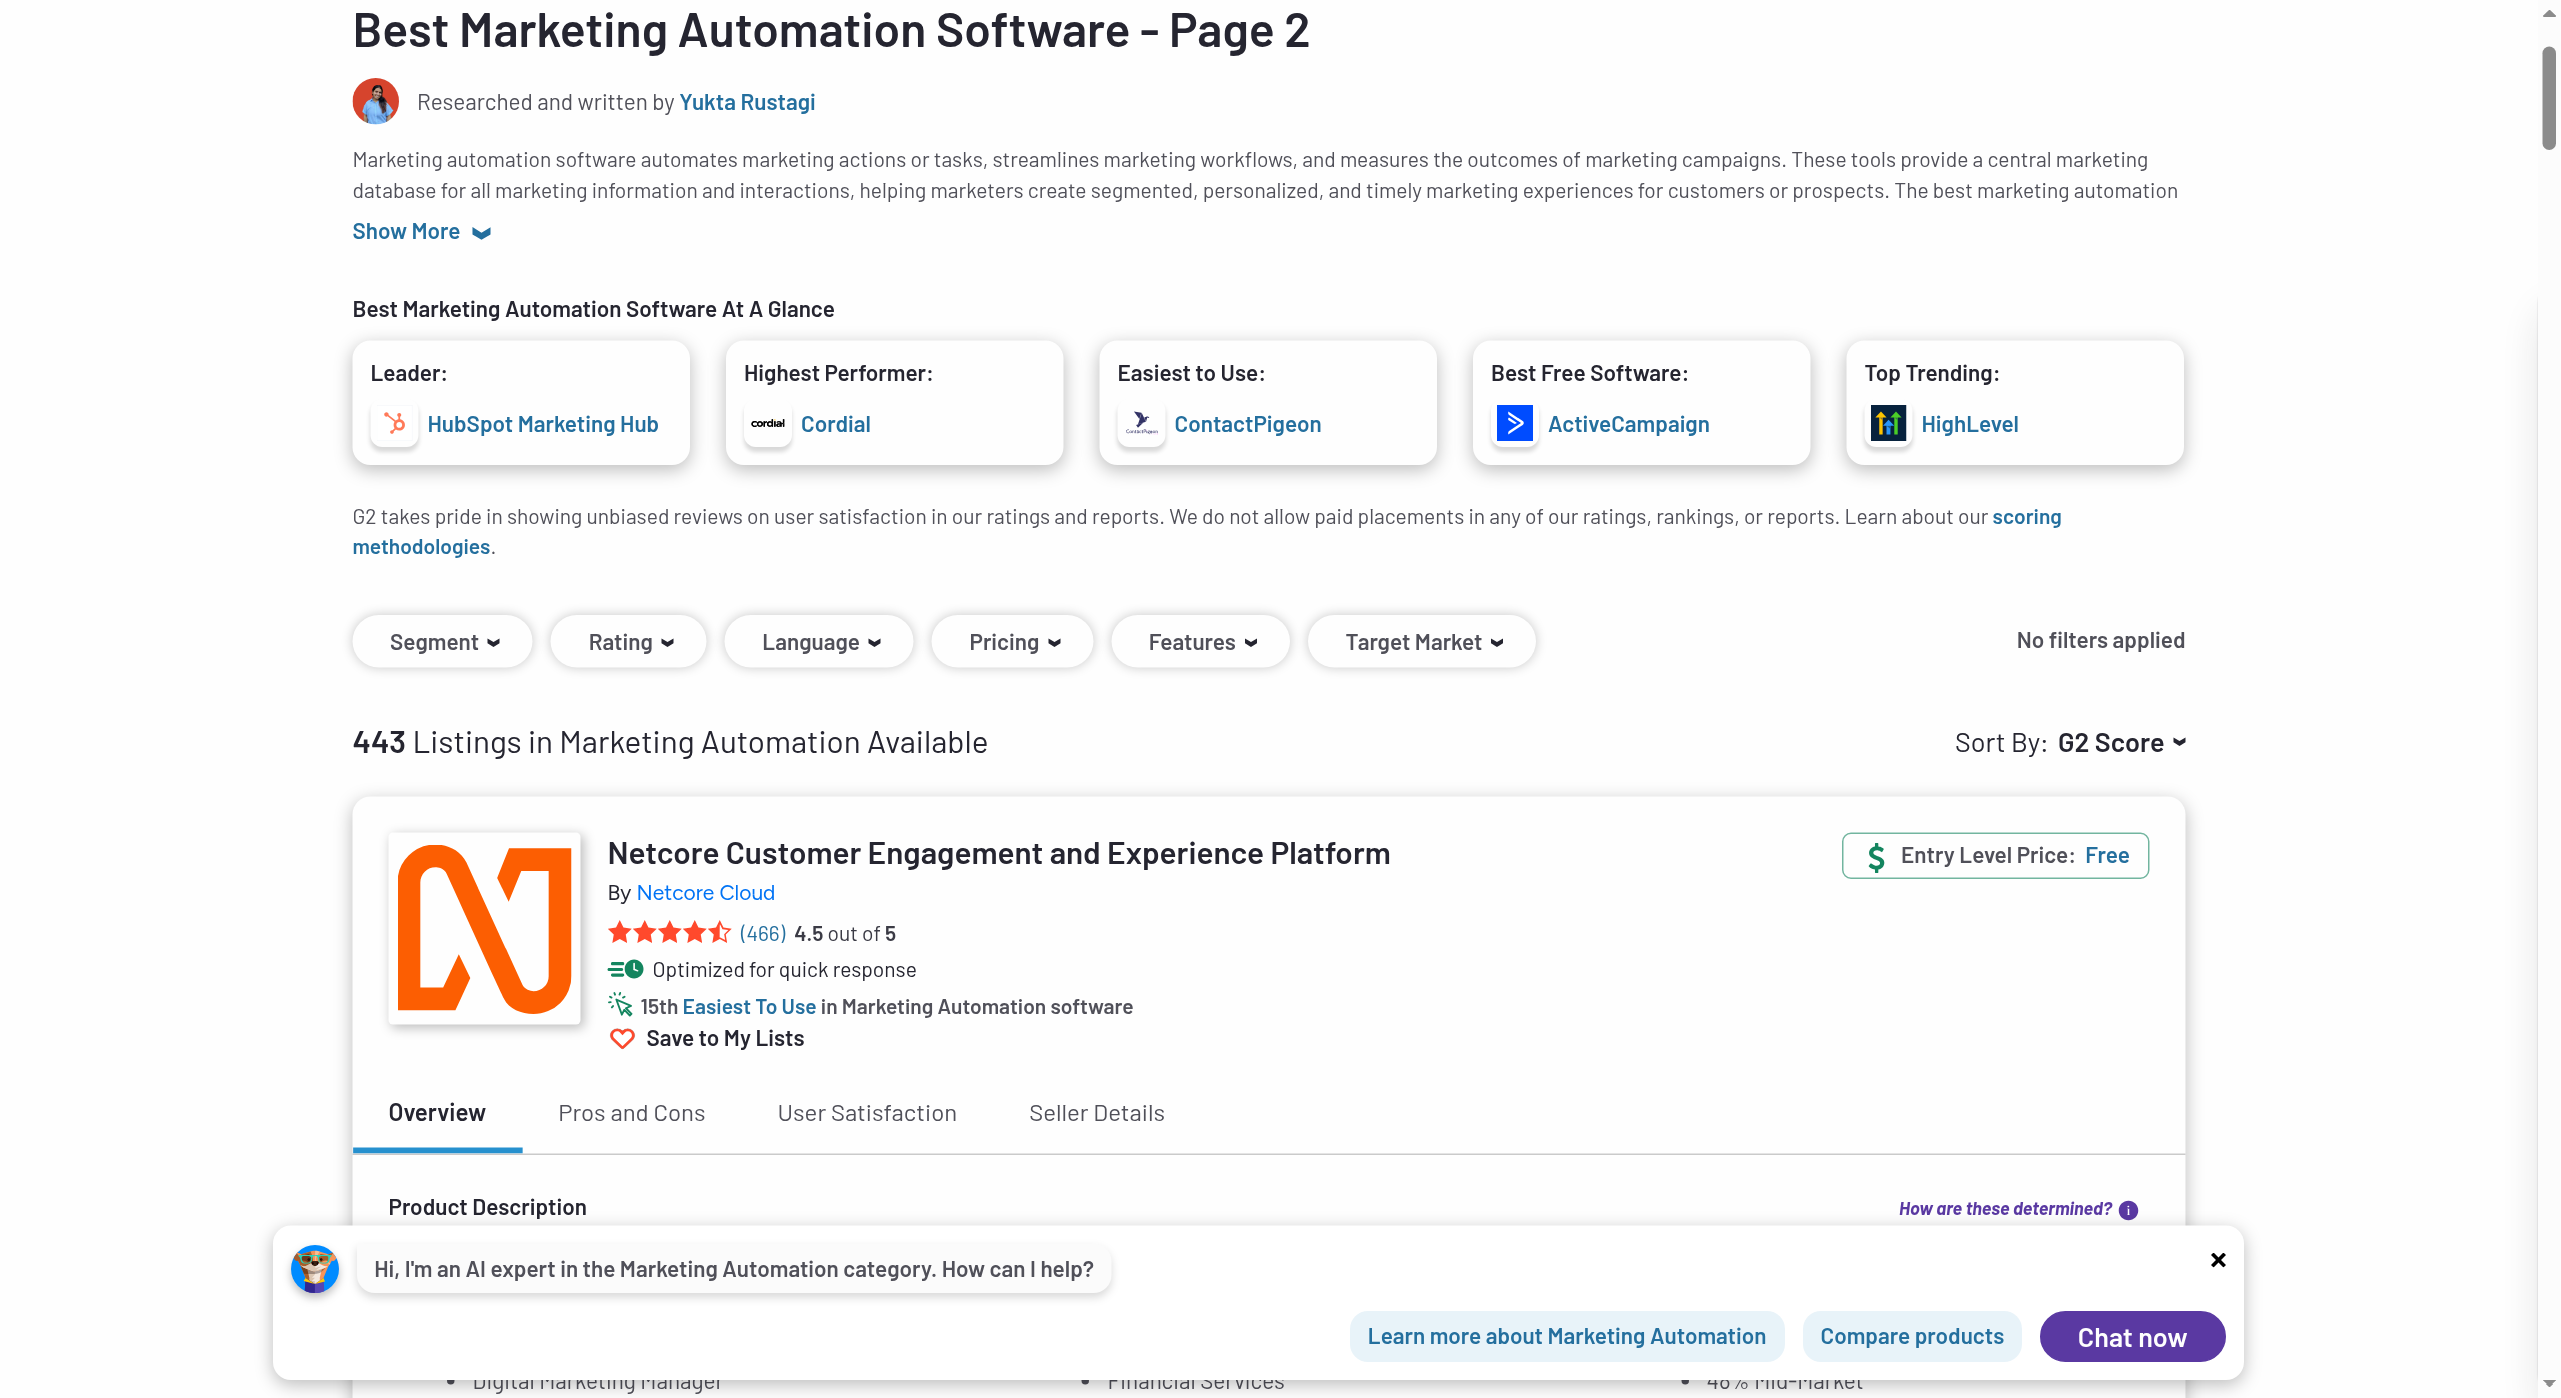 Best Marketing Automation Software - Page 2
Researched and written by Yukta Rustagi
Marketing automation software automates marketing actions or tasks, streamlines marketing workflows, and measures the outcomes of marketing campaigns. These tools provide a central marketing
database for all marketing information and interactions, helping marketers create segmented, personalized, and timely marketing experiences for customers or prospects. The best marketing automation
Show More
Best Marketing Automation Software At A Glance
Leader:
HubSpot Marketing Hub
Highest Performer:
cordial
Cordial
Easiest to Use:
ContactPigeon
ContactPigeon
Best Free Software:
ActiveCampaign
Top Trending:
HighLevel
G2 takes pride in showing unbiased reviews on user satisfaction in our ratings and reports. We do not allow paid placements in any of our ratings, rankings, or reports. Learn about our scoring
methodologies.
Segment
Rating
Language
Pricing
Features
Target Market
No filters applied
443 Listings in Marketing Automation Available
Sort By: G2 Score
Netcore Customer Engagement and Experience Platform
Entry Level Price: Free
By Netcore Cloud
(466) 4.5 out of 5
Optimized for quick response
15th Easiest To Use in Marketing Automation software
Save to My Lists
Overview
Pros and Cons
User Satisfaction
Seller Details
Product Description
How are these determined?
Hi, I'm an AI expert in the Marketing Automation category. How can I help?
Learn more about Marketing Automation
Compare products
Chat now
Digital Marketing Manager
Financial Services
48% Mid-Market